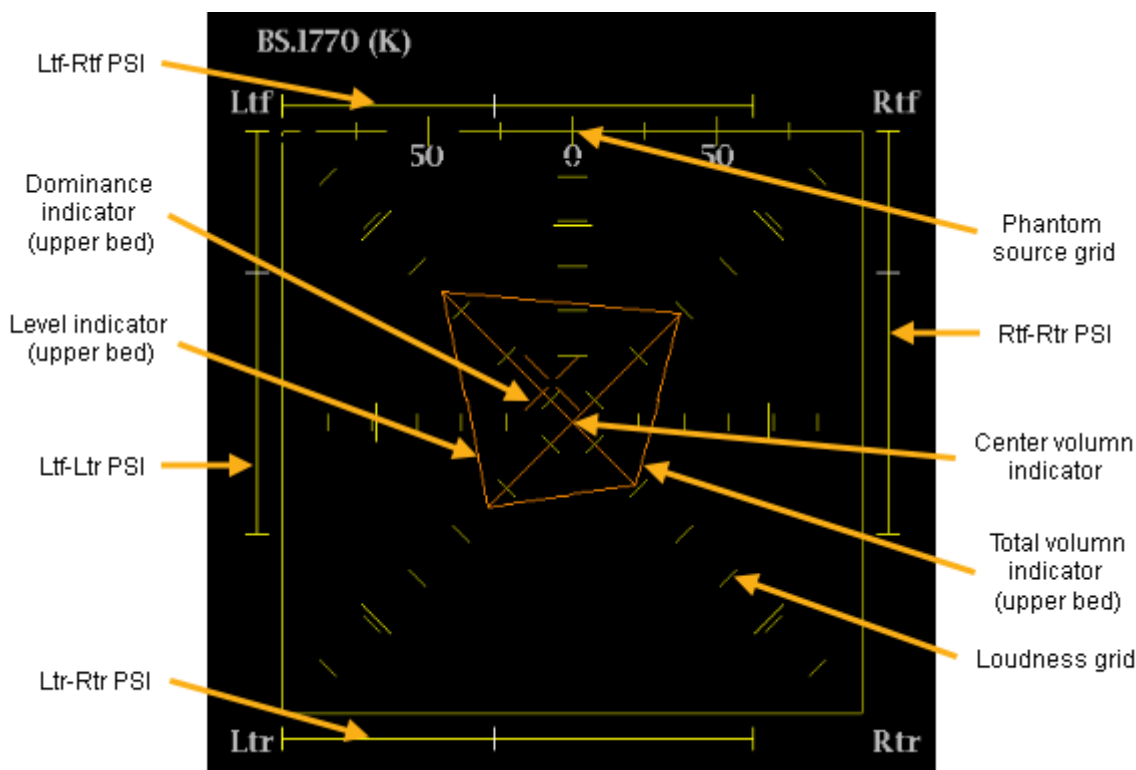 BS.1770 (K)
Ltf-Rtf PSI
Ltf
Rtf
50
0
50
Dominance
indicator
(upper bed)
Phantom
source grid
Level indicator
(upper bed)
Rtf-Rtr PSI
Ltf-Ltr PSI
Center volumn
indicator
Total volumn
indicator
(upper bed)
Loudness grid
Ltr-Rtr PSI
Ltr
Rtr